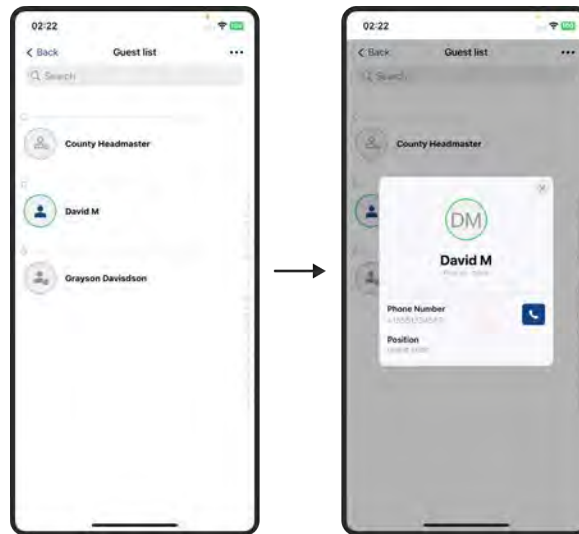 02:22
Back
Guest list
Search
C
County Headmaster
D
David M
G
Grayson Davisdson
02:22
Back
Guest list
Search
County Headmaster
DM
David M
Phone Number
Position